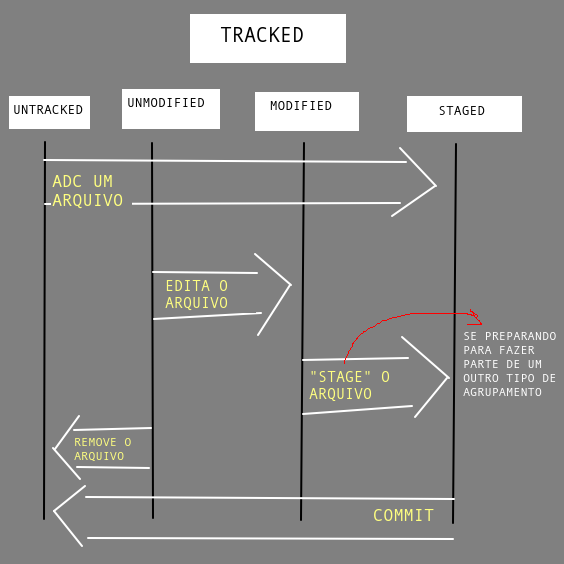 TRACKED
UNTRACKED
UNMODIFIED
MODIFIED
STAGED
ADC UM
ARQUIVO
EDITA O
ARQUIVO
SE PREPARANDO
PARA FAZER
PARTE DE UM
OUTRO TIPO DE
AGRUPAMENTO
"STAGE" O
ARQUIVO
REMOVE O
ARQUIVO
COMMIT